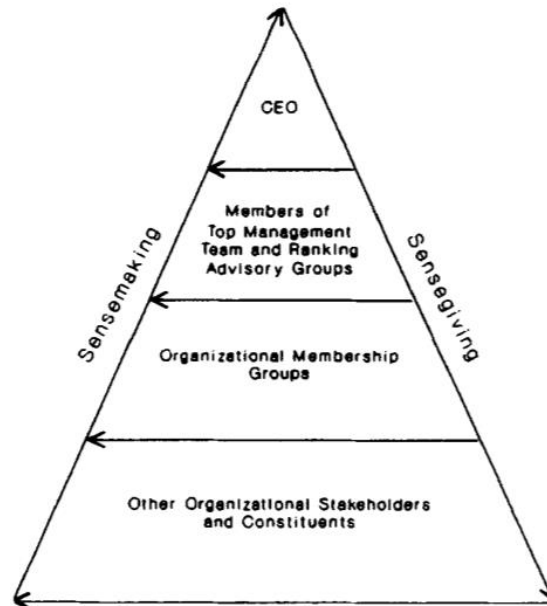 CEO
Members of
Top Management
Team and Ranking
Advisory Groups
Sensemaking
Sensegiving
Organizational Membership
Groups
Other Organizational Stakeholders
and Constituents